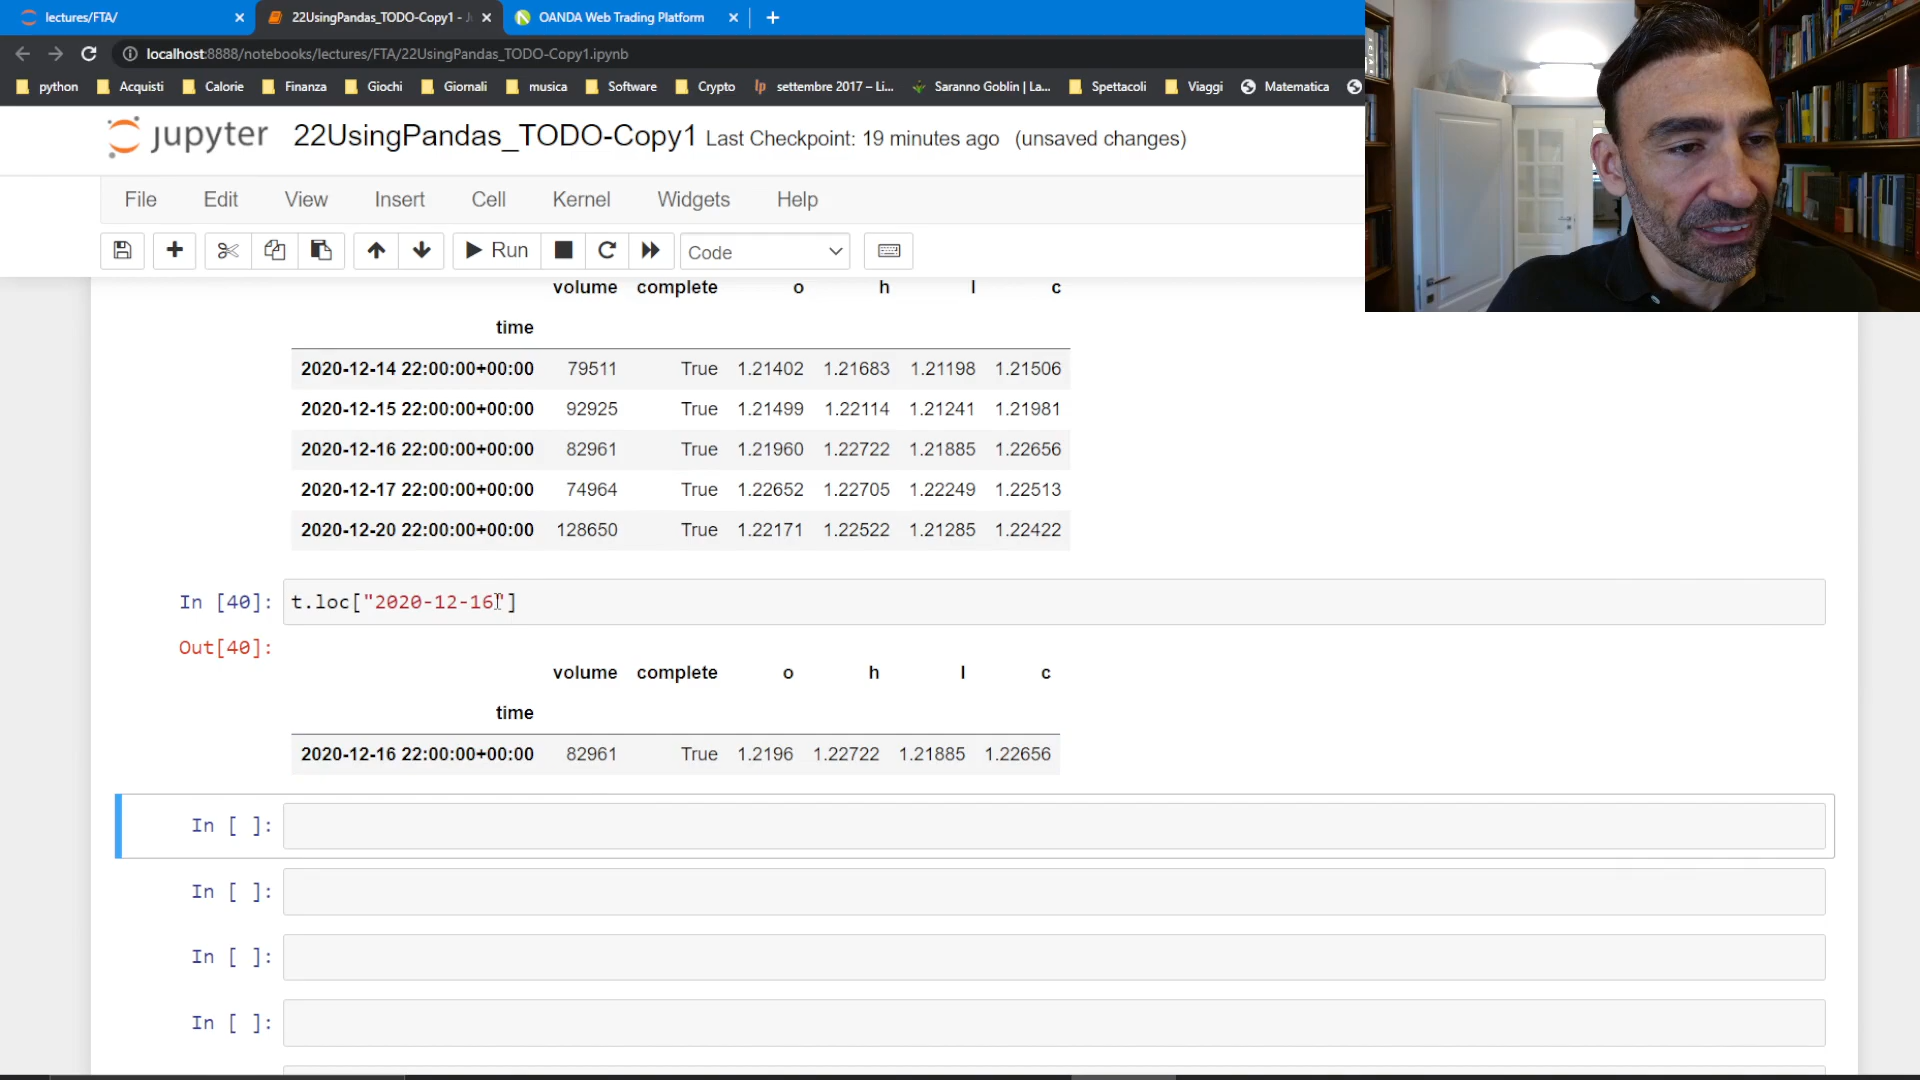 lectures/FTA/
22UsingPandas_TODO-Copy1 - J
OANDA Web Trading Platform
localhost:8888/notebooks/lectures/FTA/22UsingPandas_TODO-Copy1.ipynb
python Acquisti Calorie Finanza Giochi Giornali musica Software Crypto lp settembre 2017 – Li... Saranno Goblin | La... Spettacoli Viaggi Matematica
jupyter 22UsingPandas_TODO-Copy1 Last Checkpoint: 19 minutes ago (unsaved changes)
File Edit View Insert Cell Kernel Widgets Help
Run Code
volume complete o h l c
time
2020-12-14 22:00:00+00:00 79511 True 1.21402 1.21683 1.21198 1.21506
2020-12-15 22:00:00+00:00 92925 True 1.21499 1.22114 1.21241 1.21981
2020-12-16 22:00:00+00:00 82961 True 1.21960 1.22722 1.21885 1.22656
2020-12-17 22:00:00+00:00 74964 True 1.22652 1.22705 1.22249 1.22513
2020-12-20 22:00:00+00:00 128650 True 1.22171 1.22522 1.21285 1.22422
In [40]: t.loc["2020-12-16"]
Out[40]:
volume complete o h l c
time
2020-12-16 22:00:00+00:00 82961 True 1.2196 1.22722 1.21885 1.22656
In [ ]:
In [ ]:
In [ ]:
In [ ]: